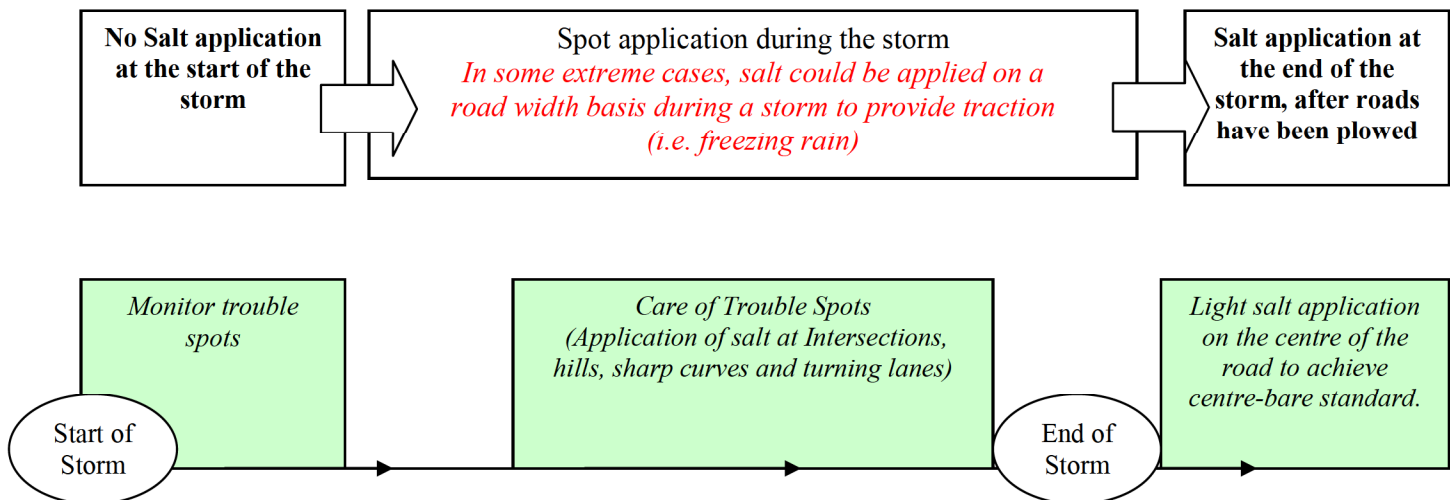 No Salt application
at the start of the
storm
Spot application during the storm
In some extreme cases, salt could be applied on a
road width basis during a storm to provide traction
(i.e. freezing rain)
Salt application at
the end of the
storm, after roads
have been plowed
Monitor trouble
spots
Care of Trouble Spots
(Application of salt at Intersections,
hills, sharp curves and turning lanes)
Light salt application
on the centre of the
road to achieve
centre-bare standard.
Start of
Storm
End of
Storm